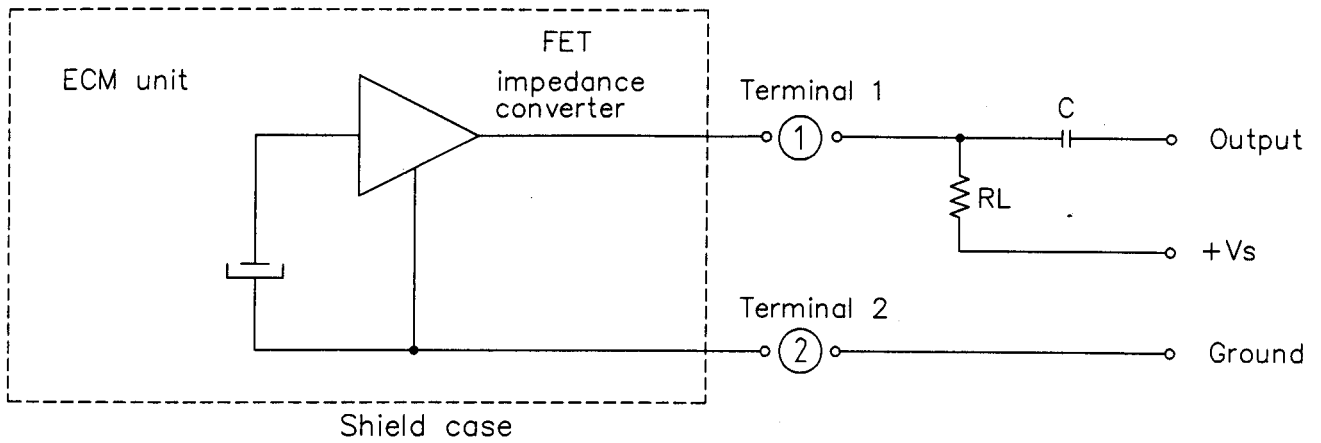 ECM unit
FET
impedance
converter
Terminal 1
1
C
Output
RL
+Vs
Terminal 2
2
Ground
Shield case